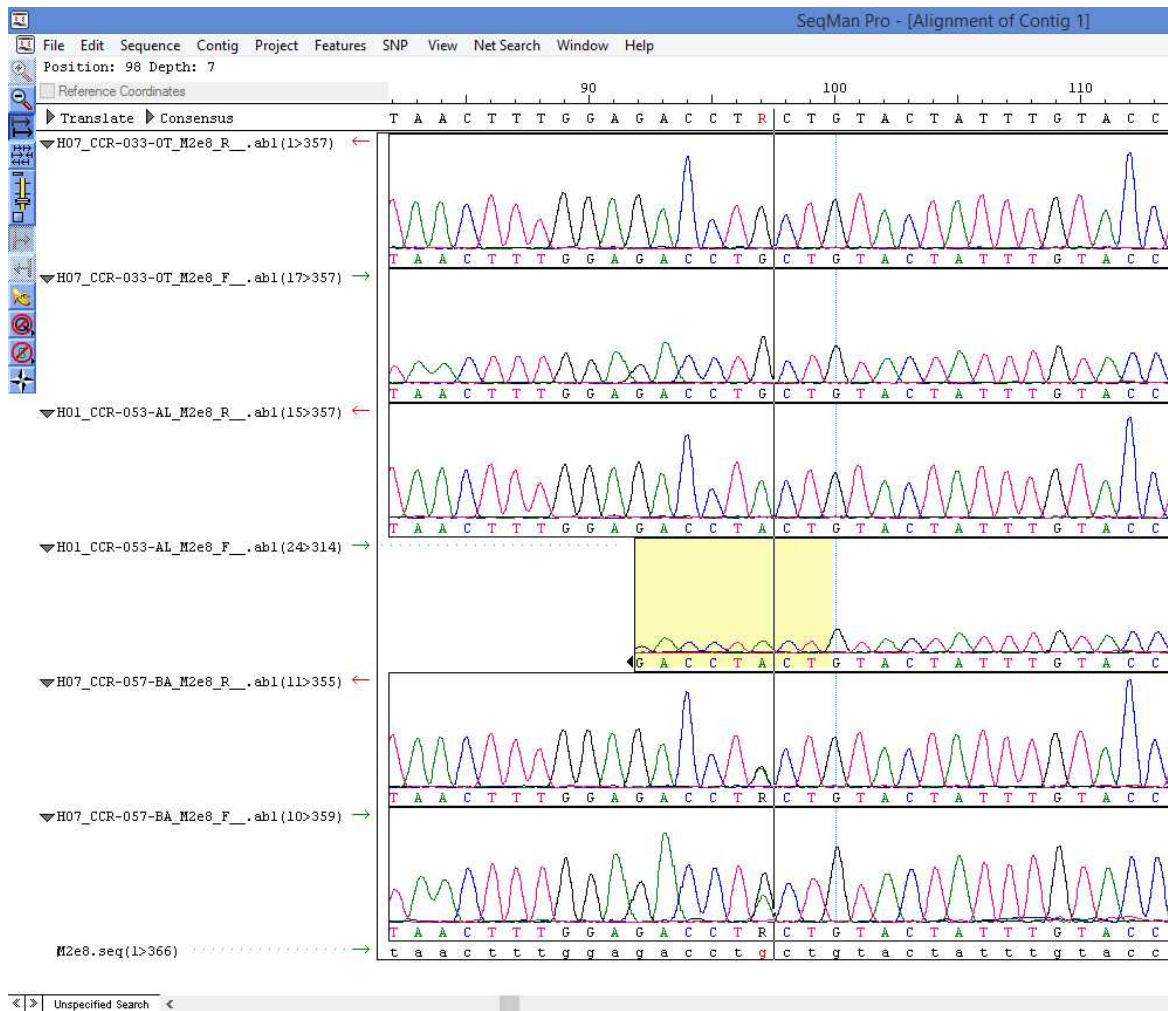 SeqMan Pro - [Alignment of Contig 1]
File Edit Sequence Contig Project Features SNP View Net Search Window Help
Position: 98 Depth: 7
Reference Coordinates 90 100 110
Translate Consensus T A A C T T T G G A G A C C T R C T G T A C T A T T T G T A C C
H07_CCR-033-OT_M2e8_R__.ab1(1>357) ←
T A A C T T T G G A G A C C T G C T G T A C T A T T T G T A C C
H07_CCR-033-OT_M2e8_F__.ab1(17>357) →
T A A C T T T G G A G A C C T G C T G T A C T A T T T G T A C C
H01_CCR-053-AL_M2e8_R__.ab1(15>357) ←
T A A C T T T G G A G A C C T A C T G T A C T A T T T G T A C C
H01_CCR-053-AL_M2e8_F__.ab1(24>314) →
G A C C T A C T G T A C T A T T T G T A C C
H07_CCR-057-BA_M2e8_R__.ab1(11>355) ←
T A A C T T T G G A G A C C T R C T G T A C T A T T T G T A C C
H07_CCR-057-BA_M2e8_F__.ab1(10>359) →
T A A C T T T G G A G A C C T R C T G T A C T A T T T G T A C C
M2e8.seq(1>366) → t a a c t t t g g a g a c c t g c t g t a c t a t t t g t a c c
Unspecified Search